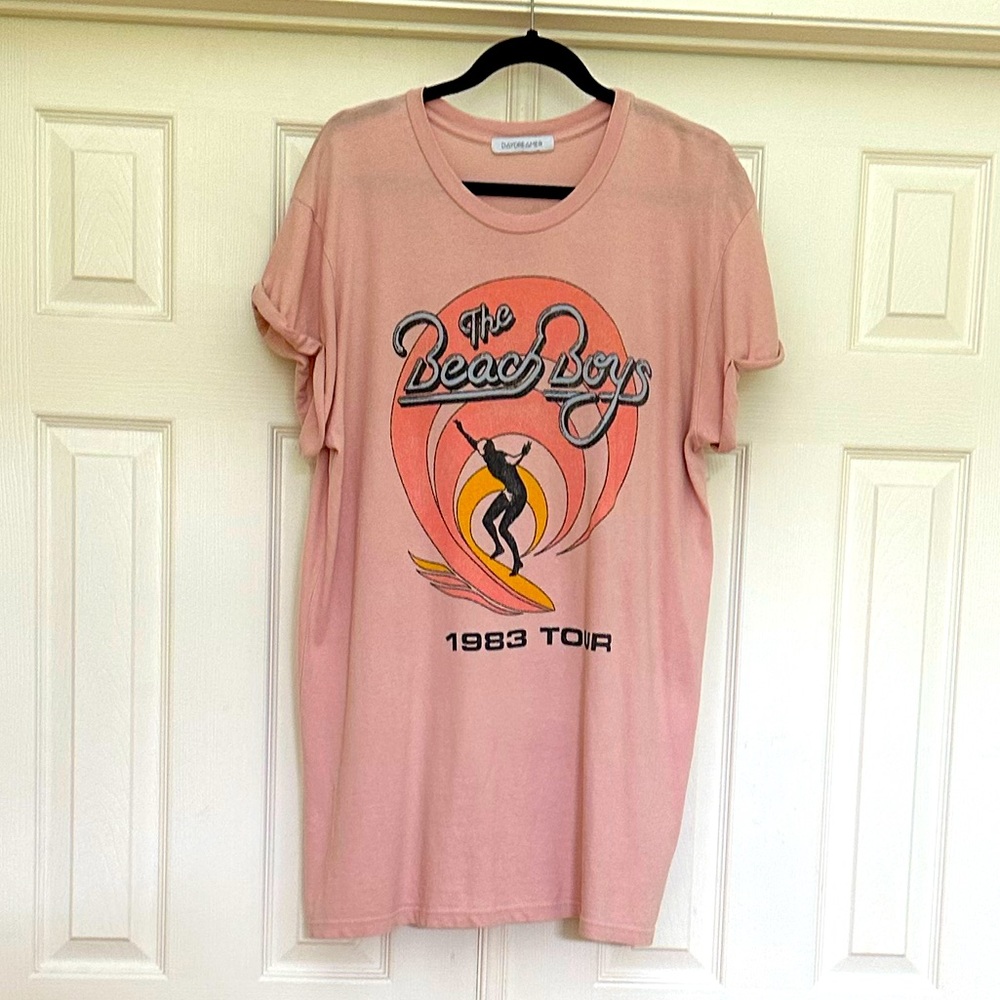 DAYDREAMER
The
Beach Boys
1983 TOUR